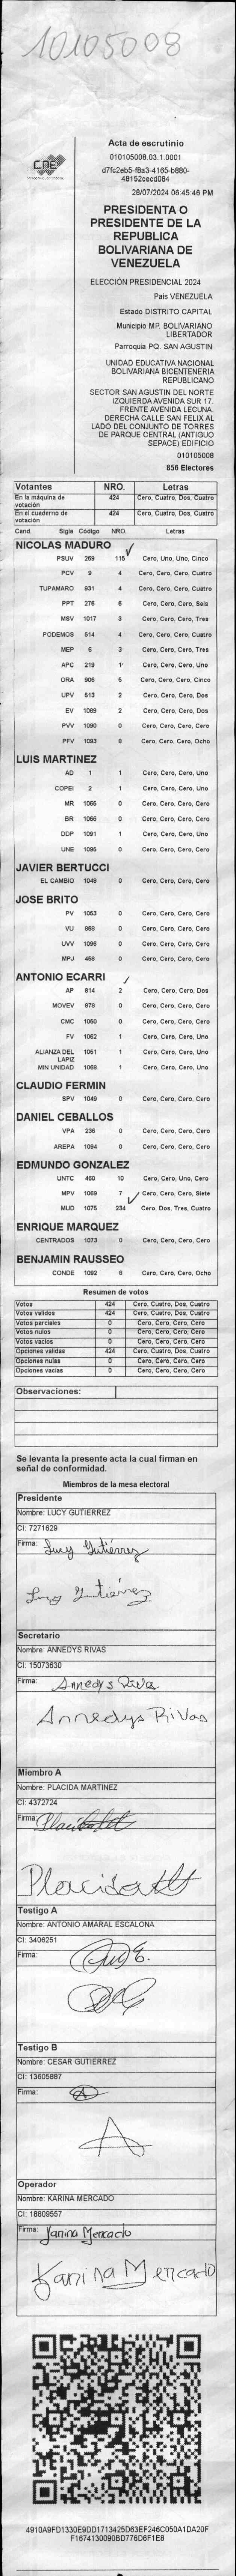 10105008
CNE
Acta de escrutinio
010105008.03.1.0001
d7fc2eb5-f8a3-4165-b880-
48152cecd084
28/07/2024 06:45:46 PM
PRESIDENTA O
PRESIDENTE DE LA
REPUBLICA
BOLIVARIANA DE
VENEZUELA
ELECCIÓN PRESIDENCIAL 2024
Pais VENEZUELA
Estado DISTRITO CAPITAL
Municipio MP. BOLIVARIANO
LIBERTADOR
Parroquia PQ. SAN AGUSTIN
UNIDAD EDUCATIVA NACIONAL
BOLIVARIANA BICENTENERIA
REPUBLICANO
SECTOR SAN AGUSTIN DEL NORTE
IZQUIERDA AVENIDA SUR 17.
FRENTE AVENIDA LECUNA.
DERECHA CALLE SAN FELIX AL
LADO DEL CONJUNTO DE TORRES
DE PARQUE CENTRAL (ANTIGUO
SEPACE) EDIFICIO
010105008
856 Electores
Votantes NRO. Letras
En la máquina de votación 424 Cero, Cuatro, Dos, Cuatro
En el cuaderno de votación 424 Cero, Cuatro, Dos, Cuatro
Cand. Sigla Código NRO. Letras
NICOLAS MADURO
PSUV 269 115 Cero, Uno, Uno, Cinco
PCV 9 4 Cero, Cero, Cero, Cuatro
TUPAMARO 931 4 Cero, Cero, Cero, Cuatro
PPT 276 6 Cero, Cero, Cero, Seis
MSV 1017 3 Cero, Cero, Cero, Tres
PODEMOS 514 4 Cero, Cero, Cero, Cuatro
MEP 6 3 Cero, Cero, Cero, Tres
APC 219 1 Cero, Cero, Cero, Uno
ORA 906 5 Cero, Cero, Cero, Cinco
UPV 513 2 Cero, Cero, Cero, Dos
EV 1089 2 Cero, Cero, Cero, Dos
PVV 1090 0 Cero, Cero, Cero, Cero
PFV 1093 8 Cero, Cero, Cero, Ocho
LUIS MARTINEZ
AD 1 1 Cero, Cero, Cero, Uno
COPEI 2 1 Cero, Cero, Cero, Uno
MR 1065 0 Cero, Cero, Cero, Cero
BR 1066 0 Cero, Cero, Cero, Cero
DDP 1091 1 Cero, Cero, Cero, Uno
UNE 1095 0 Cero, Cero, Cero, Cero
JAVIER BERTUCCI
EL CAMBIO 1048 0 Cero, Cero, Cero, Cero
JOSE BRITO
PV 1053 0 Cero, Cero, Cero, Cero
VU 868 0 Cero, Cero, Cero, Cero
UVV 1096 0 Cero, Cero, Cero, Cero
MPJ 458 0 Cero, Cero, Cero, Cero
ANTONIO ECARRI
AP 814 2 Cero, Cero, Cero, Dos
MOVEV 875 0 Cero, Cero, Cero, Cero
CMC 1050 0 Cero, Cero, Cero, Cero
FV 1062 1 Cero, Cero, Cero, Uno
ALIANZA DEL LAPIZ 1051 1 Cero, Cero, Cero, Uno
MIN UNIDAD 1068 1 Cero, Cero, Cero, Uno
CLAUDIO FERMIN
SPV 1049 0 Cero, Cero, Cero, Cero
DANIEL CEBALLOS
VPA 236 0 Cero, Cero, Cero, Cero
AREPA 1094 0 Cero, Cero, Cero, Cero
EDMUNDO GONZALEZ
UNTC 460 10 Cero, Cero, Uno, Cero
MPV 1069 7 Cero, Cero, Cero, Siete
MUD 1075 234 Cero, Dos, Tres, Cuatro
ENRIQUE MARQUEZ
CENTRADOS 1073 0 Cero, Cero, Cero, Cero
BENJAMIN RAUSSEO
CONDE 1092 8 Cero, Cero, Cero, Ocho
Resumen de votos
Votos 424 Cero, Cuatro, Dos, Cuatro
Votos validos 424 Cero, Cuatro, Dos, Cuatro
Votos parciales 0 Cero, Cero, Cero, Cero
Votos nulos 0 Cero, Cero, Cero, Cero
Votos vacios 0 Cero, Cero, Cero, Cero
Opciones validas 424 Cero, Cuatro, Dos, Cuatro
Opciones nulas 0 Cero, Cero, Cero, Cero
Opciones vacias 0 Cero, Cero, Cero, Cero
Observaciones:
Se levanta la presente acta la cual firman en
señal de conformidad.
Miembros de la mesa electoral
Presidente
Nombre: LUCY GUTIERREZ
CI: 7271629
Firma: Lucy Gutiérrez
Lucy Gutiérrez
Secretario
Nombre: ANNEDYS RIVAS
CI: 15073630
Firma: Annedys Rivas
Annedys Rivas
Miembro A
Nombre: PLACIDA MARTINEZ
CI: 4372724
Firma: Placida
Placida
Testigo A
Nombre: ANTONIO AMARAL ESCALONA
CI: 3406251
Firma:
Testigo B
Nombre: CESAR GUTIERREZ
CI: 13605887
Firma:
Operador
Nombre: KARINA MERCADO
CI: 18809557
Firma: Karina Mercado
Karina Mercado
4910A9FD1330E9DD1713425D63EF246C050A1DA20F
F1674130090BD776D6F1E8